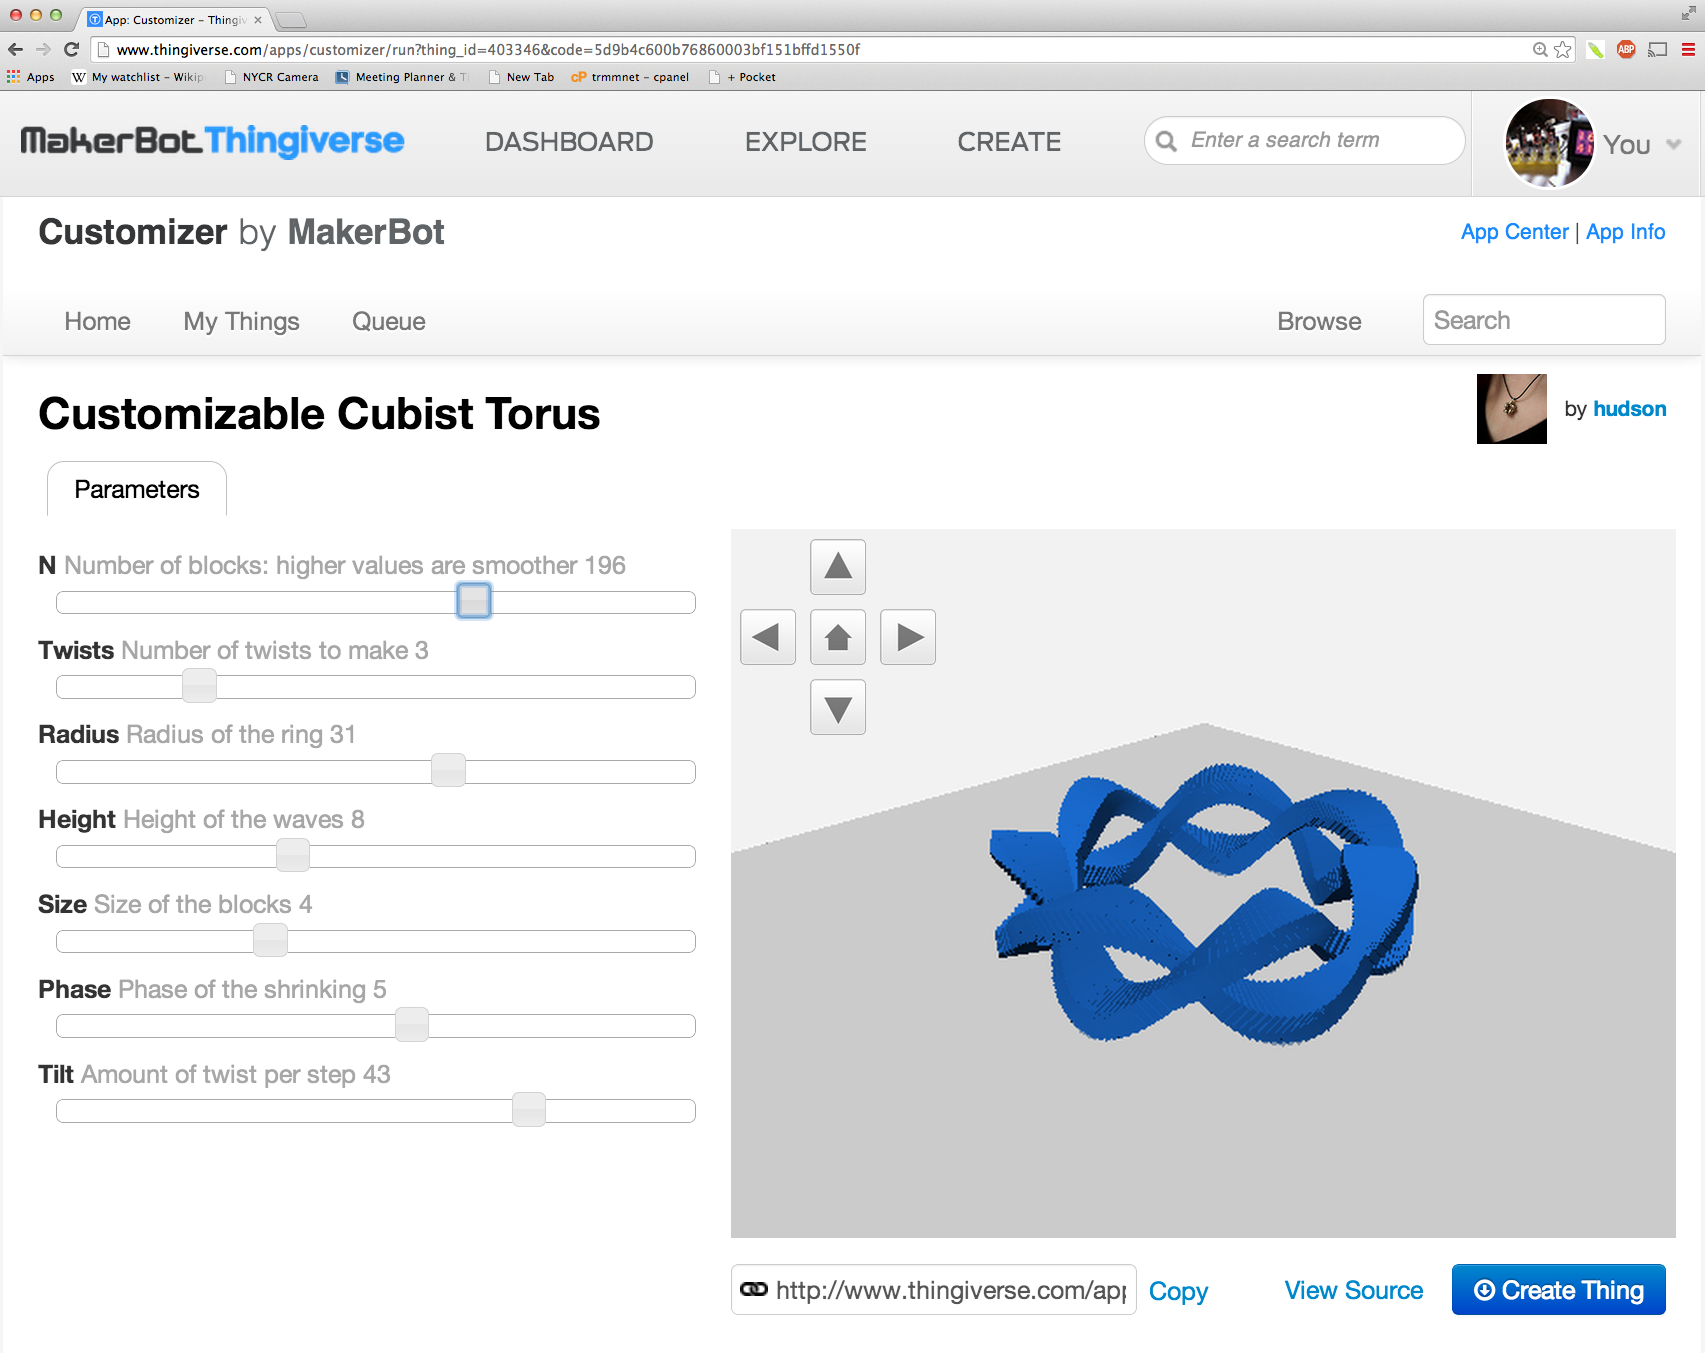 App: Customizer – Thingiv
www.thingiverse.com/apps/customizer/run?thing_id=403346&code=5d9b4c600b76860003bf151bffd1550f
ABP
Apps W My watchlist – Wikip NYCR Camera Meeting Planner & Ti New Tab cP trmmnet – cpanel + Pocket
MakerBot Thingiverse DASHBOARD EXPLORE CREATE Enter a search term You
Customizer by MakerBot App Center | App Info
Home My Things Queue Browse Search
Customizable Cubist Torus by hudson
Parameters
N Number of blocks: higher values are smoother 196
Twists Number of twists to make 3
Radius Radius of the ring 31
Height Height of the waves 8
Size Size of the blocks 4
Phase Phase of the shrinking 5
Tilt Amount of twist per step 43
http://www.thingiverse.com/app Copy View Source Create Thing